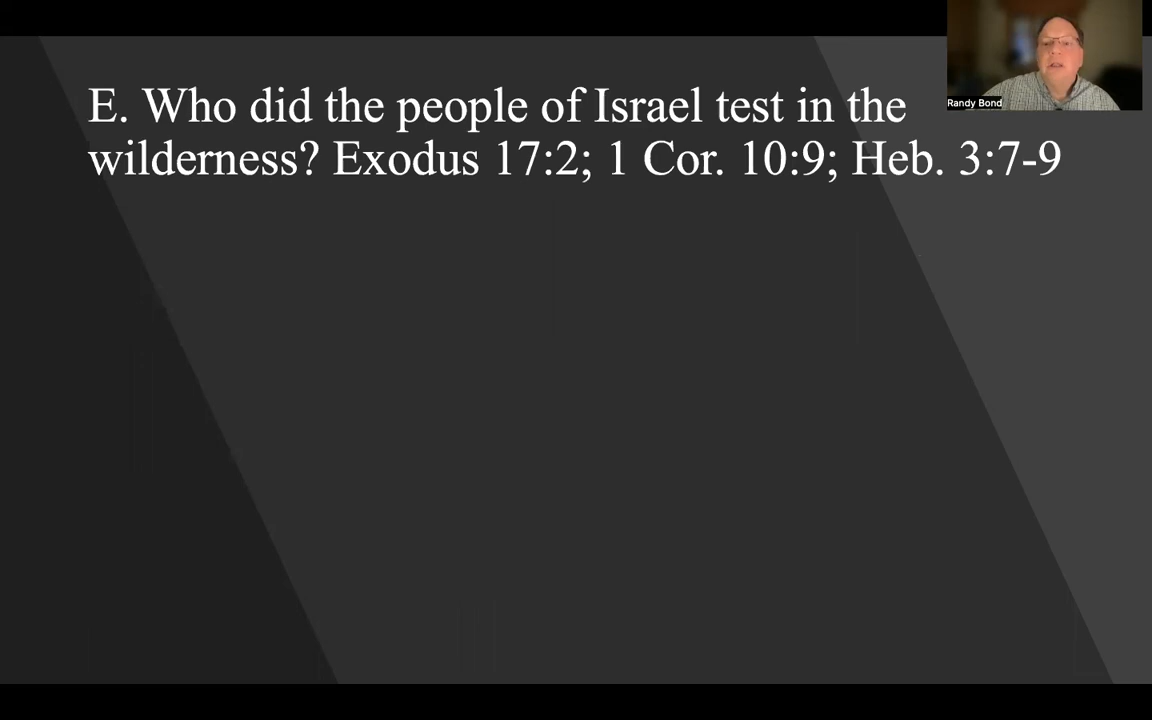 E. Who did the people of Israel test in the
wilderness? Exodus 17:2; 1 Cor. 10:9; Heb. 3:7-9
Randy Bond